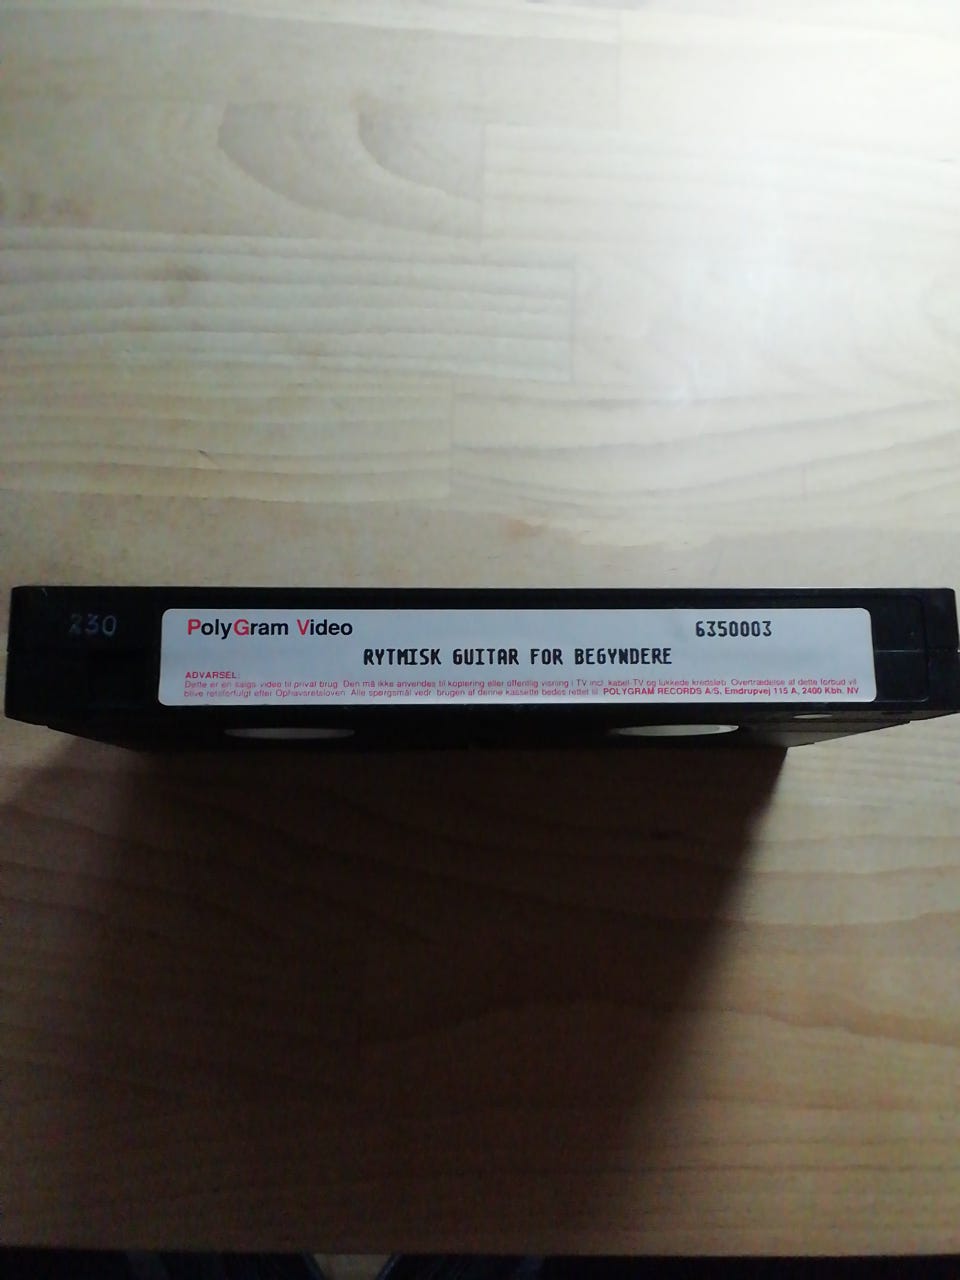 230
PolyGram Video 6350003
RYTMISK GUITAR FOR BEGYNDERE
ADVARSEL:
Dette er en salgs video til privat brug. Den må ikke anvendes til kopiering eller offentlig visning i TV incl. kabel-TV og lukkede kredsløb. Overtrædelse af dette forbud vil
blive retsforfulgt efter Ophavsretsloven. Alle spørgsmål vedr. brugen af denne kassette bedes rettet til: POLYGRAM RECORDS A/S, Emdrupvej 115 A, 2400 Kbh. NV